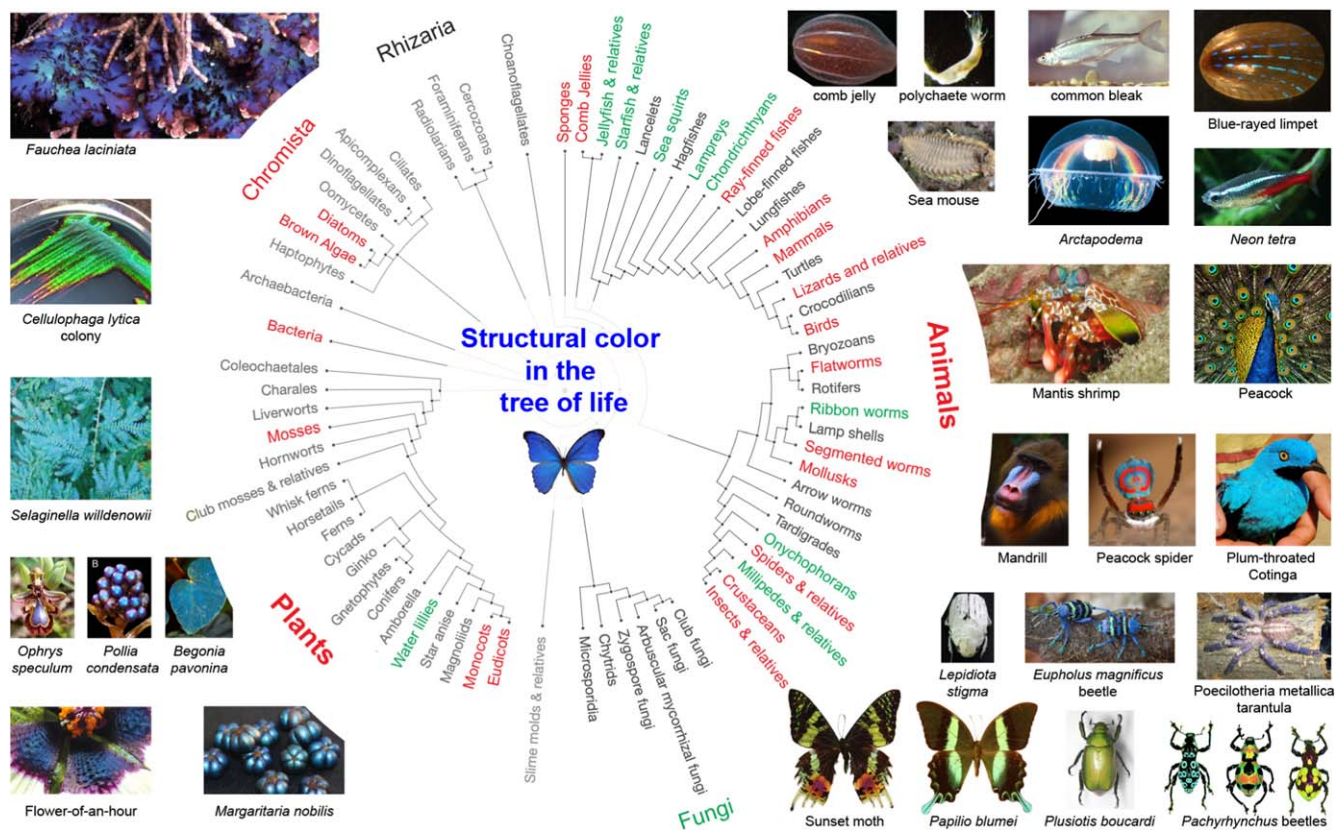 Structural color
in the
tree of life
Fauchea laciniata
Cellulophaga lytica
colony
Selaginella willdenowii
Ophrys
speculum
B
Pollia
condensata
Begonia
pavonina
Flower-of-an-hour
Margaritaria nobilis
Rhizaria
Chromista
Plants
Fungi
Animals
Choanoflagellates
Cercozoans
Foraminiferans
Radiolarians
Ciliates
Apicomplexans
Dinoflagellates
Oomycetes
Diatoms
Brown Algae
Haptophytes
Archaebacteria
Bacteria
Coleochaetales
Charales
Liverworts
Mosses
Hornworts
Club mosses & relatives
Whisk ferns
Horsetails
Ferns
Cycads
Ginko
Gnetophytes
Conifers
Amborella
Water lillies
Star anise
Magnoliids
Monocots
Eudicots
Slime molds & relatives
Microsporidia
Chytrids
Zygospore fungi
Arbuscular mycorrhizal fungi
Sac fungi
Club fungi
Sponges
Comb Jellies
Jellyfish & relatives
Starfish & relatives
Lancelets
Sea squirts
Hagfishes
Lampreys
Chondrichthyans
Ray-finned fishes
Lobe-finned fishes
Lungfishes
Amphibians
Mammals
Turtles
Lizards and relatives
Crocodilians
Birds
Bryozoans
Flatworms
Rotifers
Ribbon worms
Lamp shells
Segmented worms
Mollusks
Arrow worms
Roundworms
Tardigrades
Onychophorans
Spiders & relatives
Millipedes & relatives
Crustaceans
Insects & relatives
comb jelly
polychaete worm
common bleak
Blue-rayed limpet
Sea mouse
Arctapodema
Neon tetra
Mantis shrimp
Peacock
Mandrill
Peacock spider
Plum-throated
Cotinga
Lepidiota
stigma
Eupholus magnificus
beetle
Poecilotheria metallica
tarantula
Sunset moth
Papilio blumei
Plusiotis boucardi
Pachyrhynchus beetles